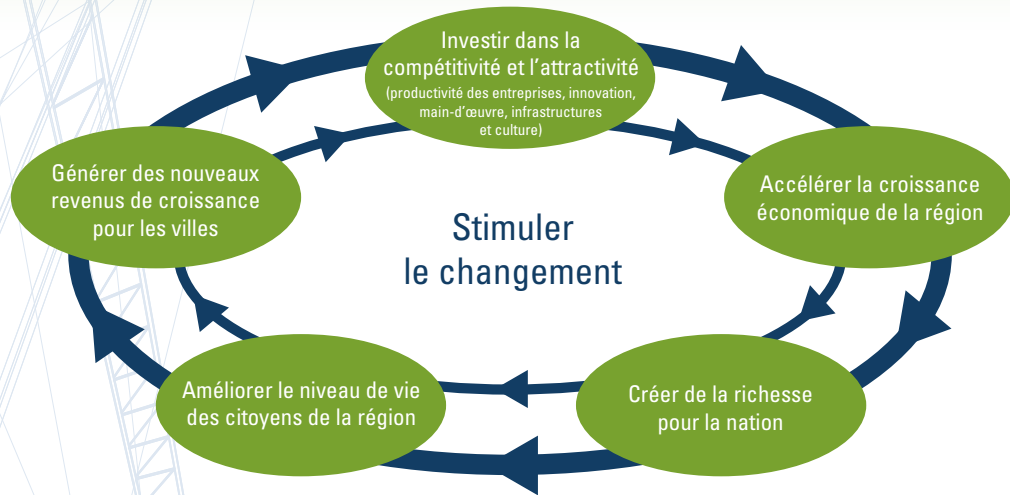 Investir dans la
compétitivité et l'attractivité
(productivité des entreprises, innovation,
main-d'œuvre, infrastructures
et culture)
Générer des nouveaux
revenus de croissance
pour les villes
Accélérer la croissance
économique de la région
Stimuler
le changement
Améliorer le niveau de vie
des citoyens de la région
Créer de la richesse
pour la nation